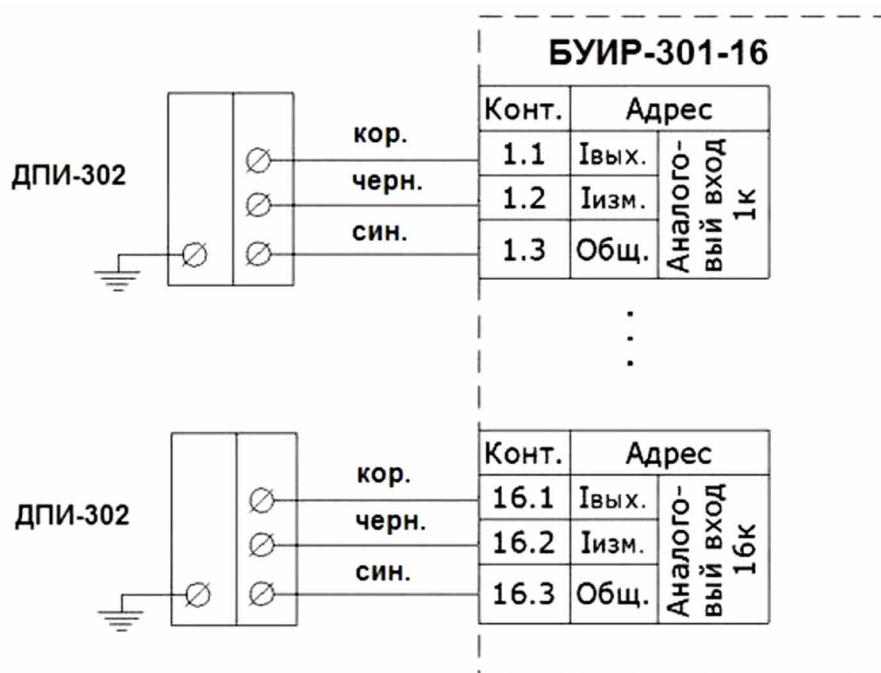 БУИР-301-16
ДПИ-302
кор.
черн.
син.
Конт. Адрес
1.1 Iвых.
1.2 Iизм.
1.3 Общ.
Аналого-
вый вход
1к
ДПИ-302
кор.
черн.
син.
Конт. Адрес
16.1 Iвых.
16.2 Iизм.
16.3 Общ.
Аналого-
вый вход
16к